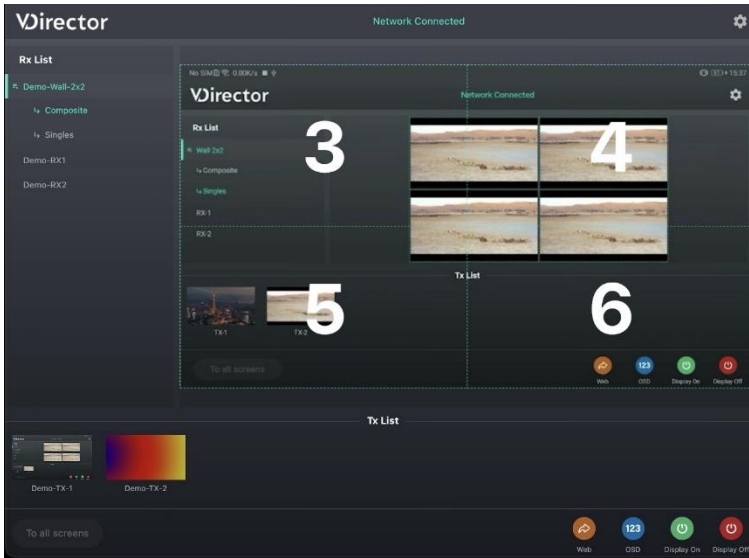 VDirector
Network Connected
Rx List
Demo-Wall-2x2
Composite
Singles
Demo-RX1
Demo-RX2
No SIM 0.00K/s 15:37
VDirector
Network Connected
Rx List
Wall 2x2
Composite
Singles
RX-1
RX-2
3
4
Tx List
TX-1
TX-2
5
6
To all screens
123
Web
OSD
Display On
Display Off
Tx List
Demo-TX-1
Demo-TX-2
To all screens
123
Web
OSD
Display On
Display Off